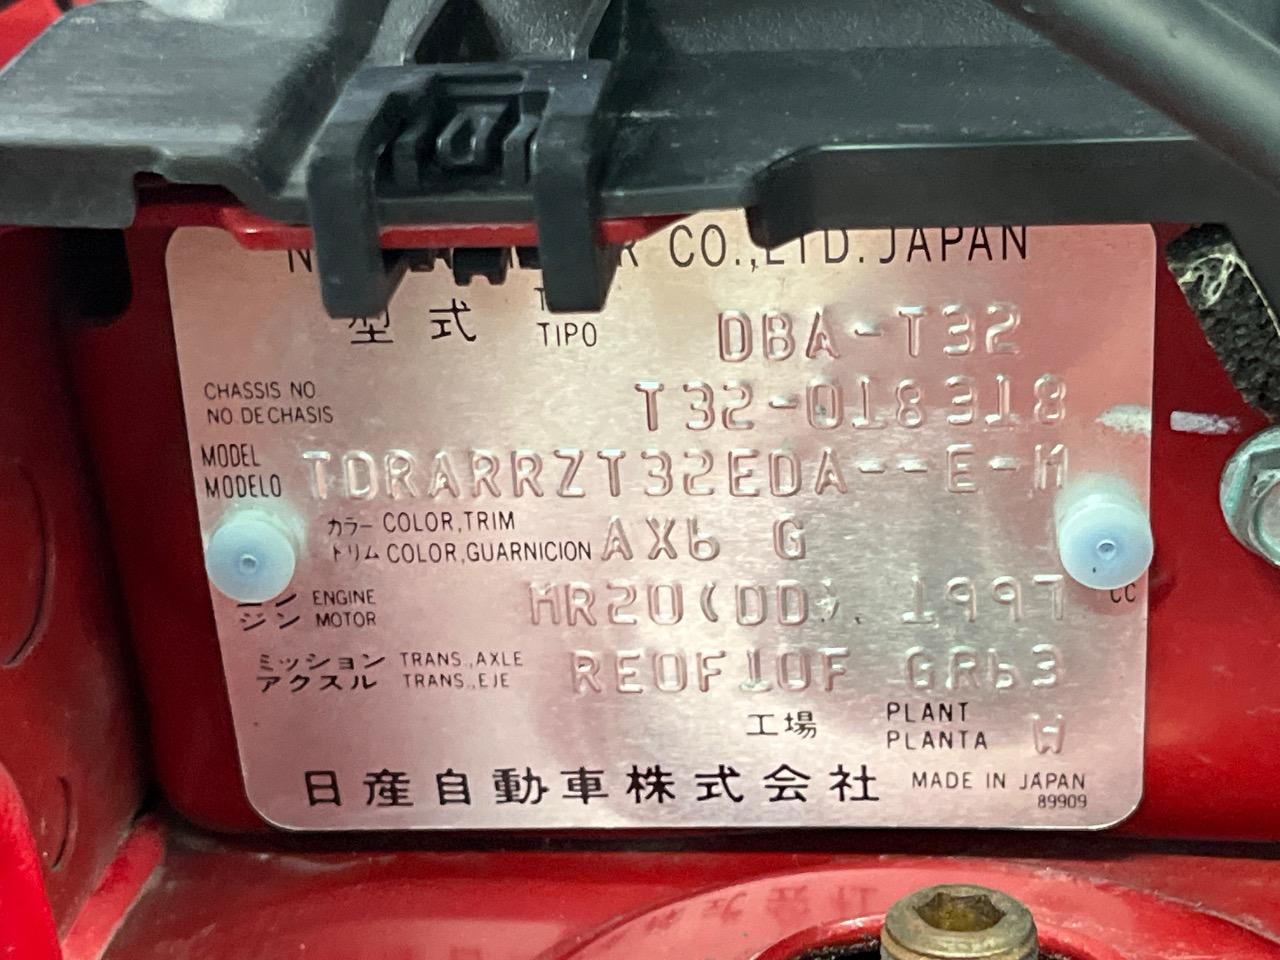 CO.,LTD. JAPAN
型式 TIPO DBA-T32
CHASSIS NO
NO. DE CHASIS T32-018318
MODEL
MODELO TDRARRZT32EDA--E-M
カラー COLOR,TRIM
トリム COLOR,GUARNICION AX6 G
ENGINE
ジン MOTOR MR20(DD). 1997 CC
ミッション TRANS.,AXLE
アクスル TRANS.,EJE RE0F10F GR63
工場 PLANT
PLANTA W
日産自動車株式会社 MADE IN JAPAN
89909